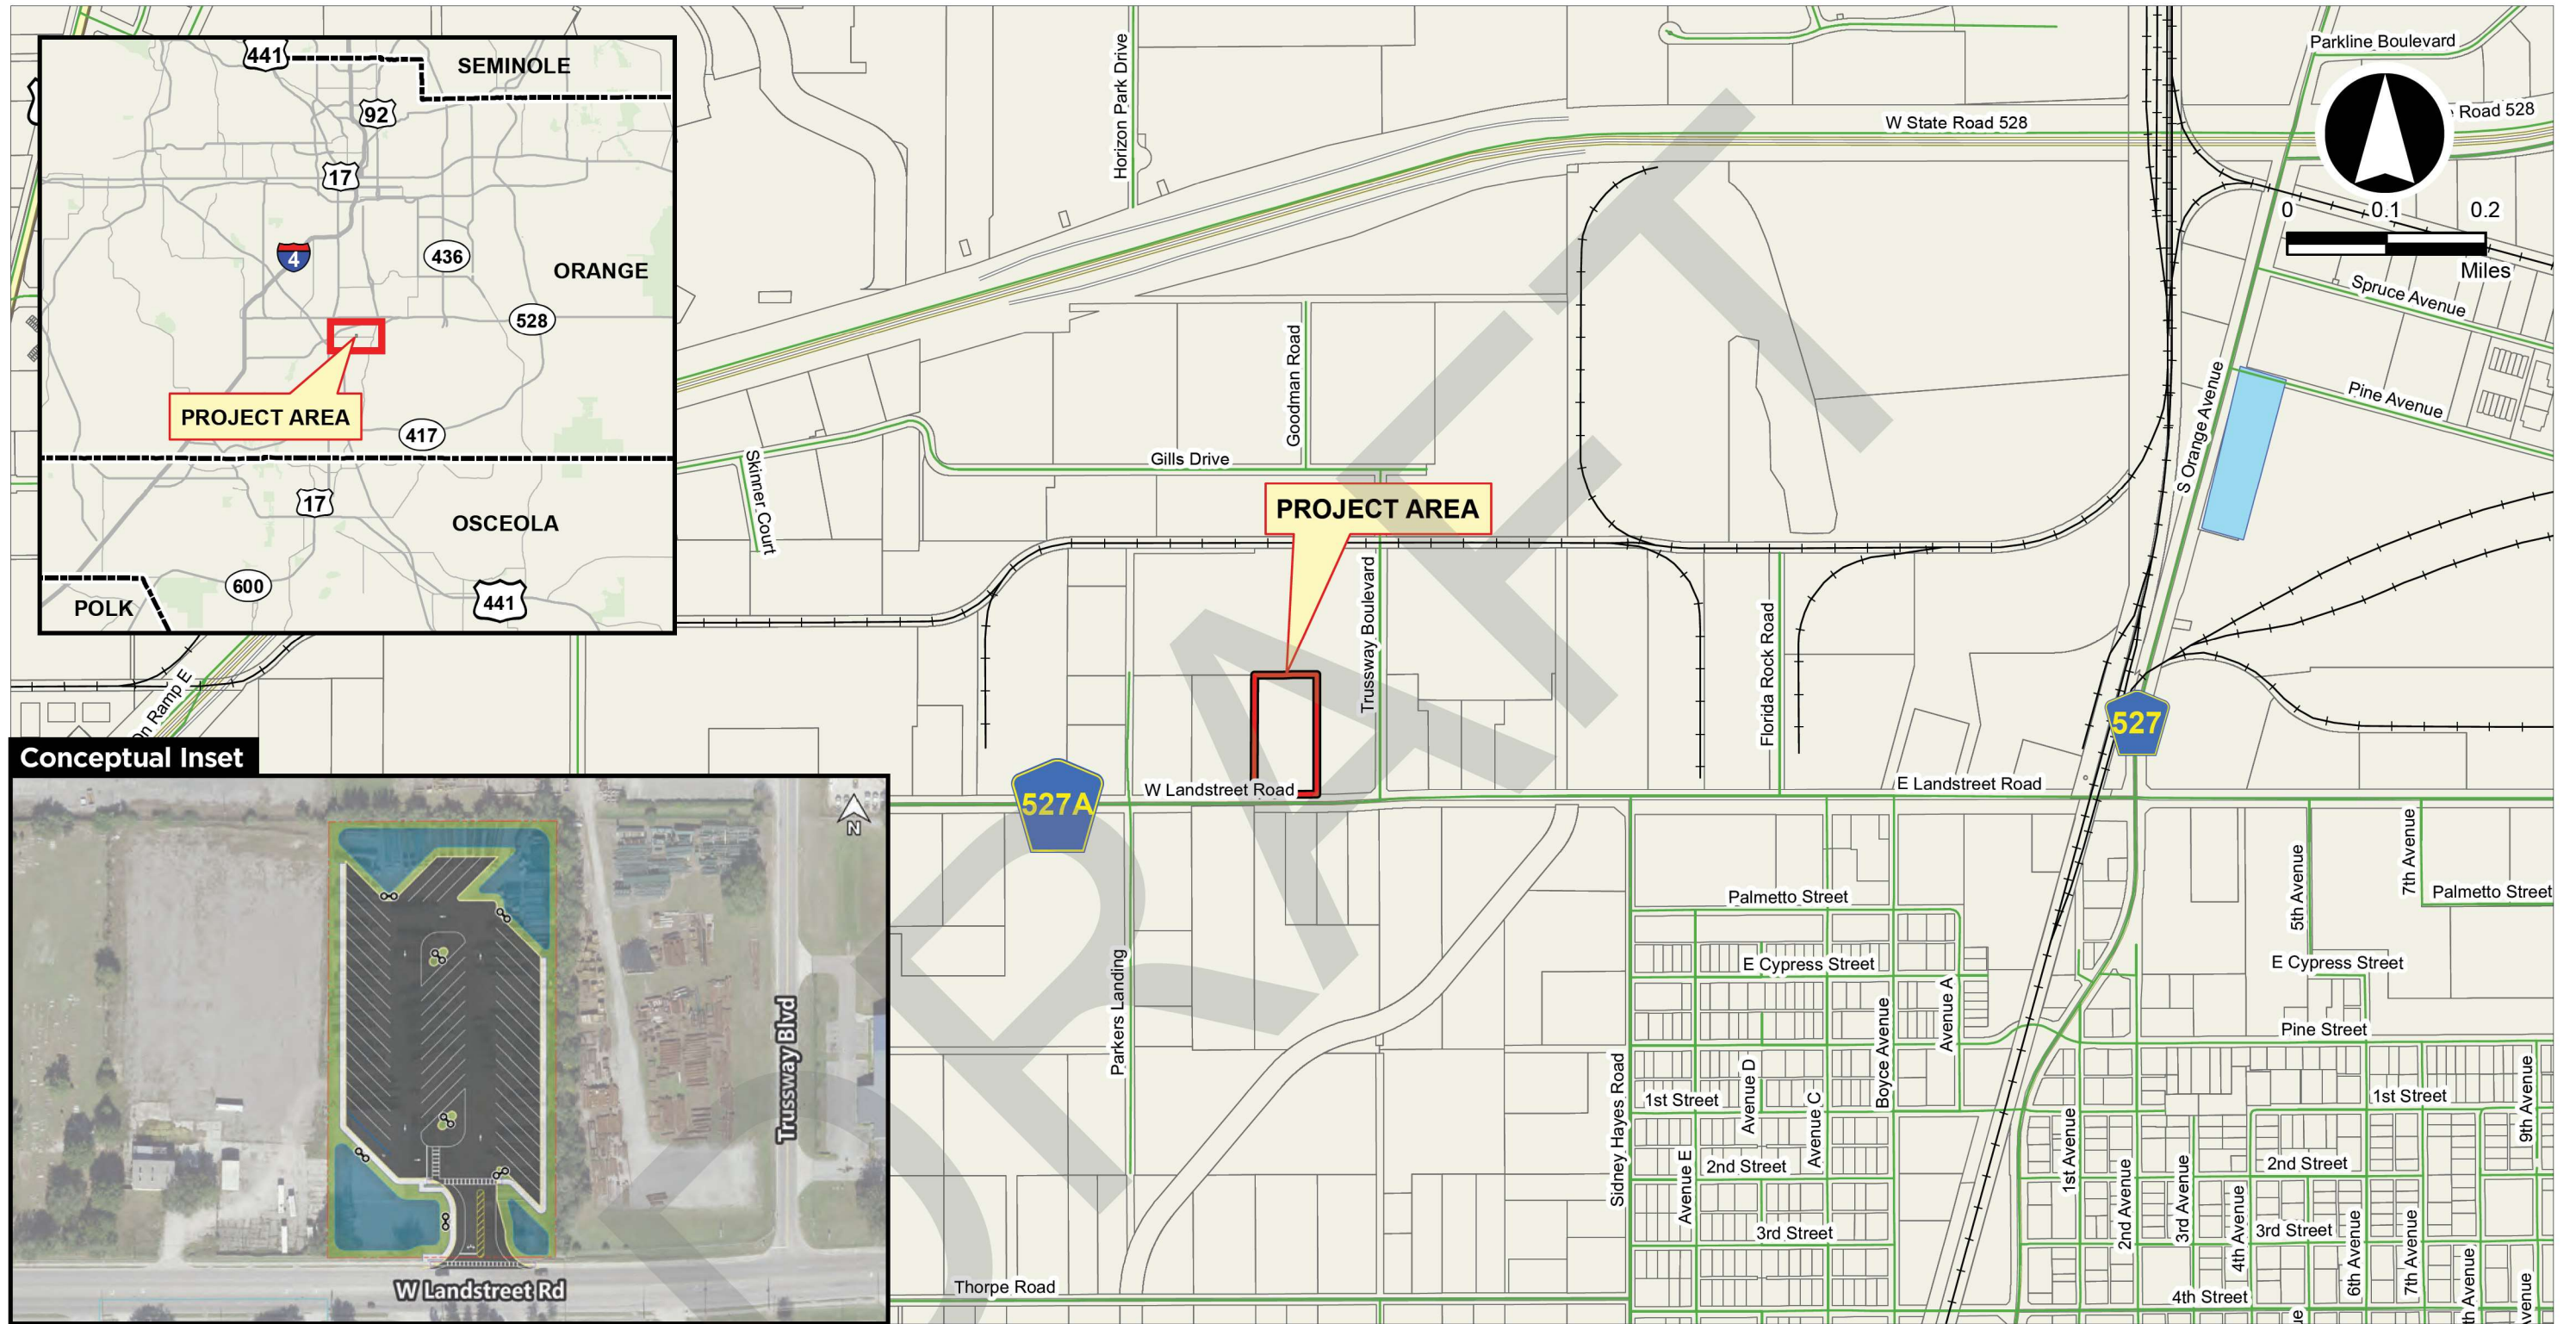 441
SEMINOLE
92
17
4
436
ORANGE
528
PROJECT AREA
417
17
OSCEOLA
600
441
POLK
Parkline Boulevard
Horizon Park Drive
W State Road 528
Road 528
0 0.1 0.2
Miles
Spruce Avenue
Pine Avenue
S Orange Avenue
Goodman Road
Gills Drive
Skinner Court
PROJECT AREA
Trussway Boulevard
Florida Rock Road
527
On Ramp E
527A
W Landstreet Road
E Landstreet Road
Conceptual Inset
N
Trussway Blvd
W Landstreet Rd
DRAFT
Parkers Landing
Thorpe Road
Sidney Hayes Road
Palmetto Street
E Cypress Street
Avenue A
Boyce Avenue
Avenue D
Avenue C
1st Street
Avenue E
2nd Street
3rd Street
5th Avenue
7th Avenue
Palmetto Street
E Cypress Street
Pine Street
1st Street
9th Avenue
1st Avenue
2nd Street
2nd Avenue
3rd Avenue
4th Avenue
3rd Street
6th Avenue
7th Avenue
4th Street
th Avenue
venue